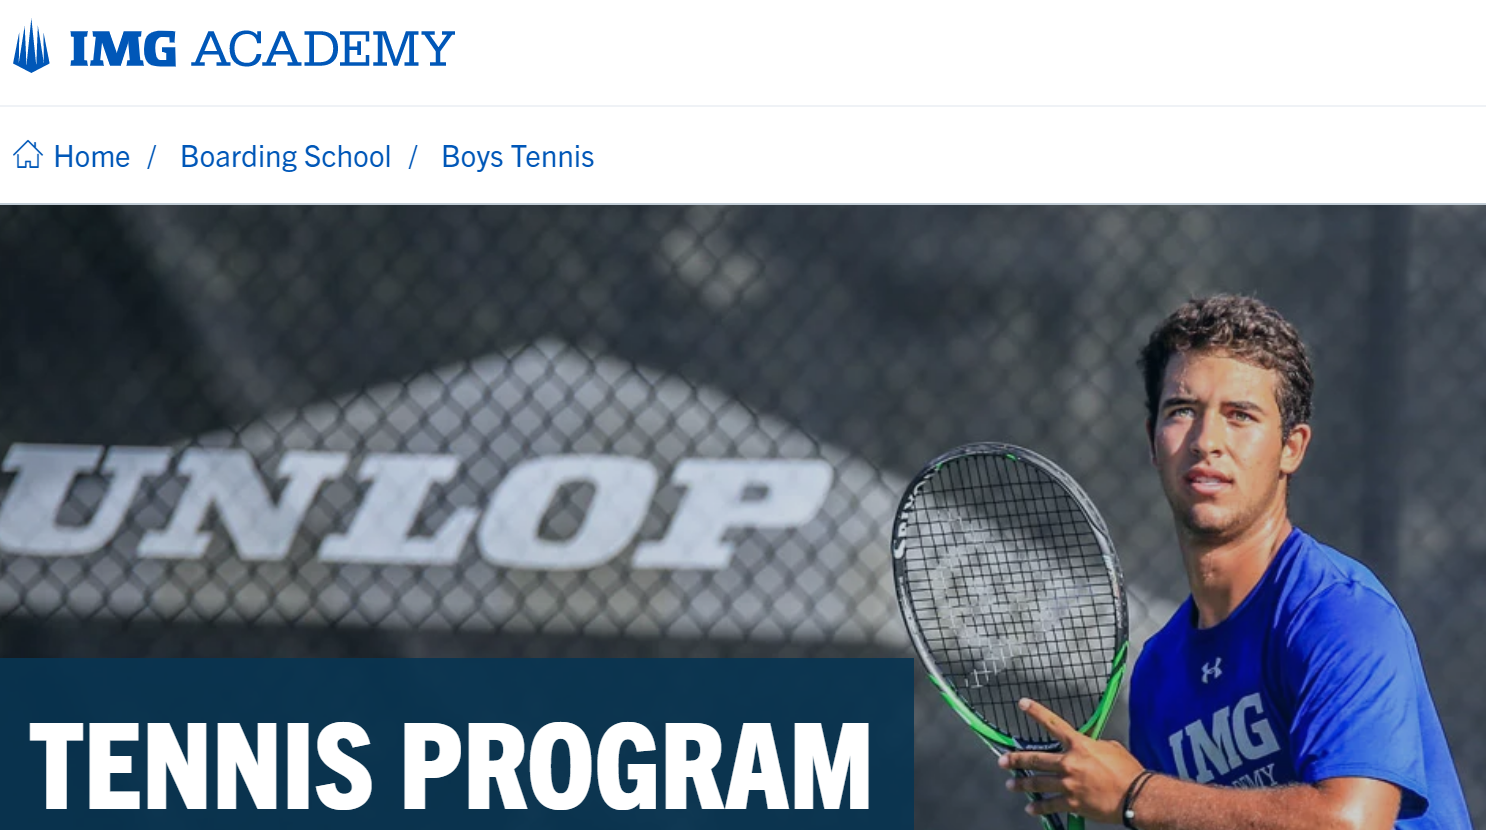 IMG ACADEMY
Home / Boarding School / Boys Tennis
UNLOP
TENNIS PROGRAM
IMG